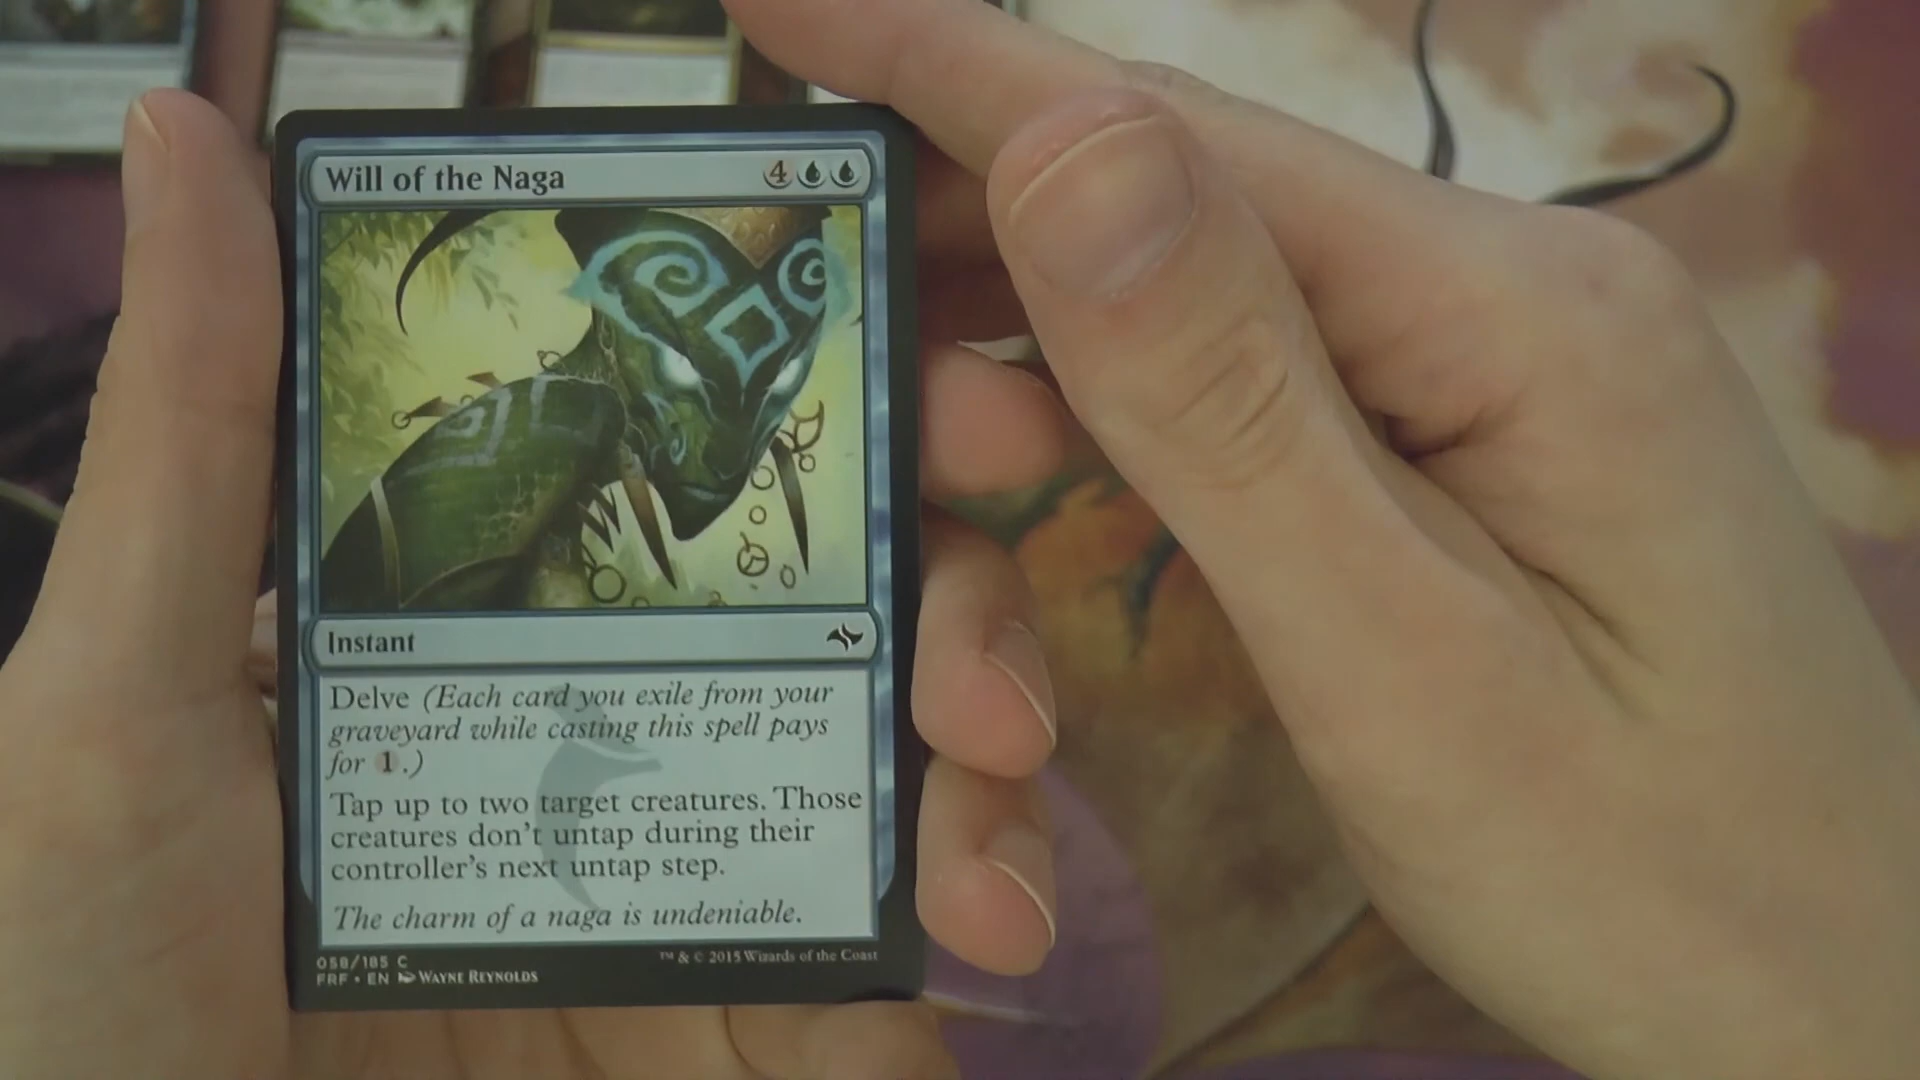 Will of the Naga 4
Instant
Delve (Each card you exile from your
graveyard while casting this spell pays
for 1.)
Tap up to two target creatures. Those
creatures don't untap during their
controller's next untap step.
The charm of a naga is undeniable.
058/185 C
FRF • EN WAYNE REYNOLDS
™ & © 2015 Wizards of the Coast